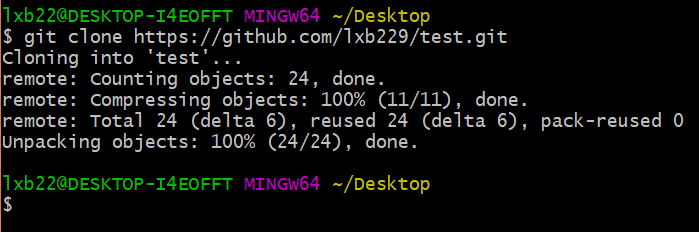 lxb22@DESKTOP-I4EOFFT MINGW64 ~/Desktop
$ git clone https://github.com/lxb229/test.git
Cloning into 'test'...
remote: Counting objects: 24, done.
remote: Compressing objects: 100% (11/11), done.
remote: Total 24 (delta 6), reused 24 (delta 6), pack-reused 0
Unpacking objects: 100% (24/24), done.
lxb22@DESKTOP-I4EOFFT MINGW64 ~/Desktop
$